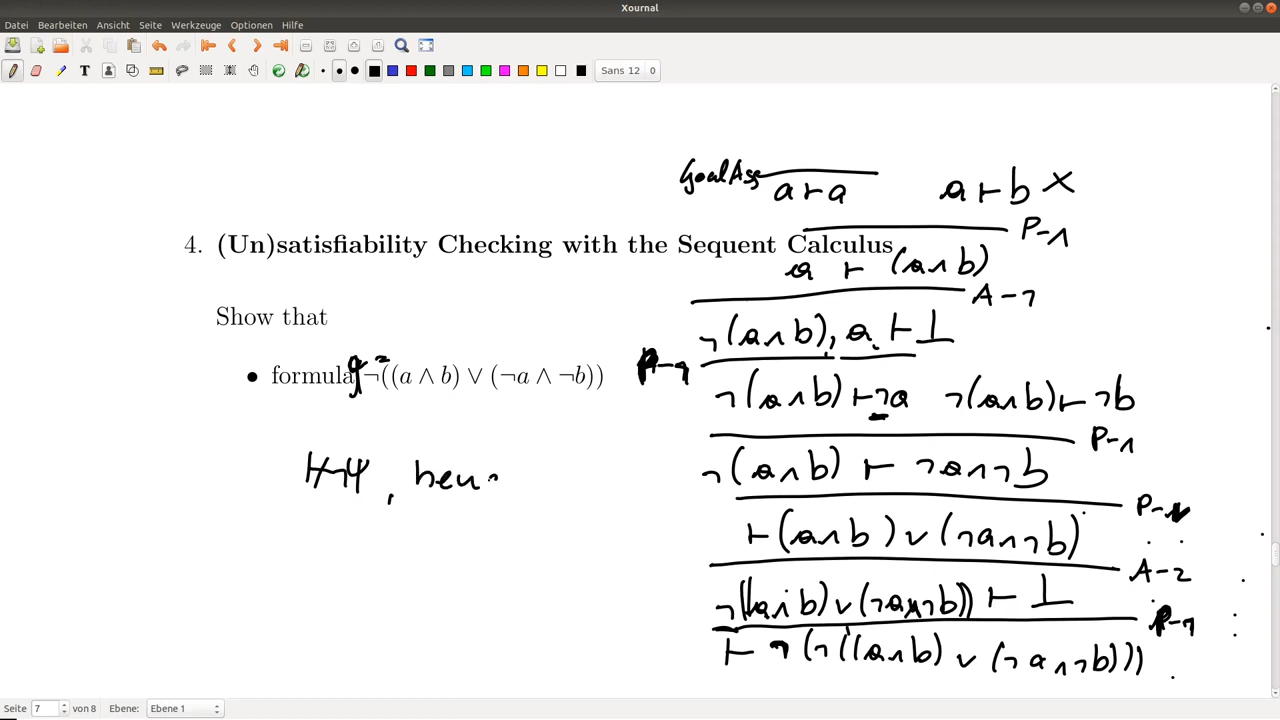 Xournal
Datei Bearbeiten Ansicht Seite Werkzeuge Optionen Hilfe
Sans 12 0
4. (Un)satisfiability Checking with the Sequent Calculus
Show that
• formula φ ¬((a ∧ b) ∨ (¬a ∧ ¬b))
⊬¬φ, hen
GoalAss a ⊢ a a ⊢ b ×
P-∧
a ⊢ (a∧b)
A-¬
¬(a∧b), a ⊢ ⊥
P-¬
¬(a∧b) ⊢ ¬a ¬(a∧b) ⊢ ¬b
P-∧
¬(a∧b) ⊢ ¬a∧¬b
P-∨
⊢ (a∧b) ∨ (¬a∧¬b)
A-¬
¬((a∧b) ∨ (¬a∧¬b)) ⊢ ⊥
P-¬
⊢ ¬(¬((a∧b) ∨ (¬a∧¬b)))
Seite 7 von 8 Ebene: Ebene 1